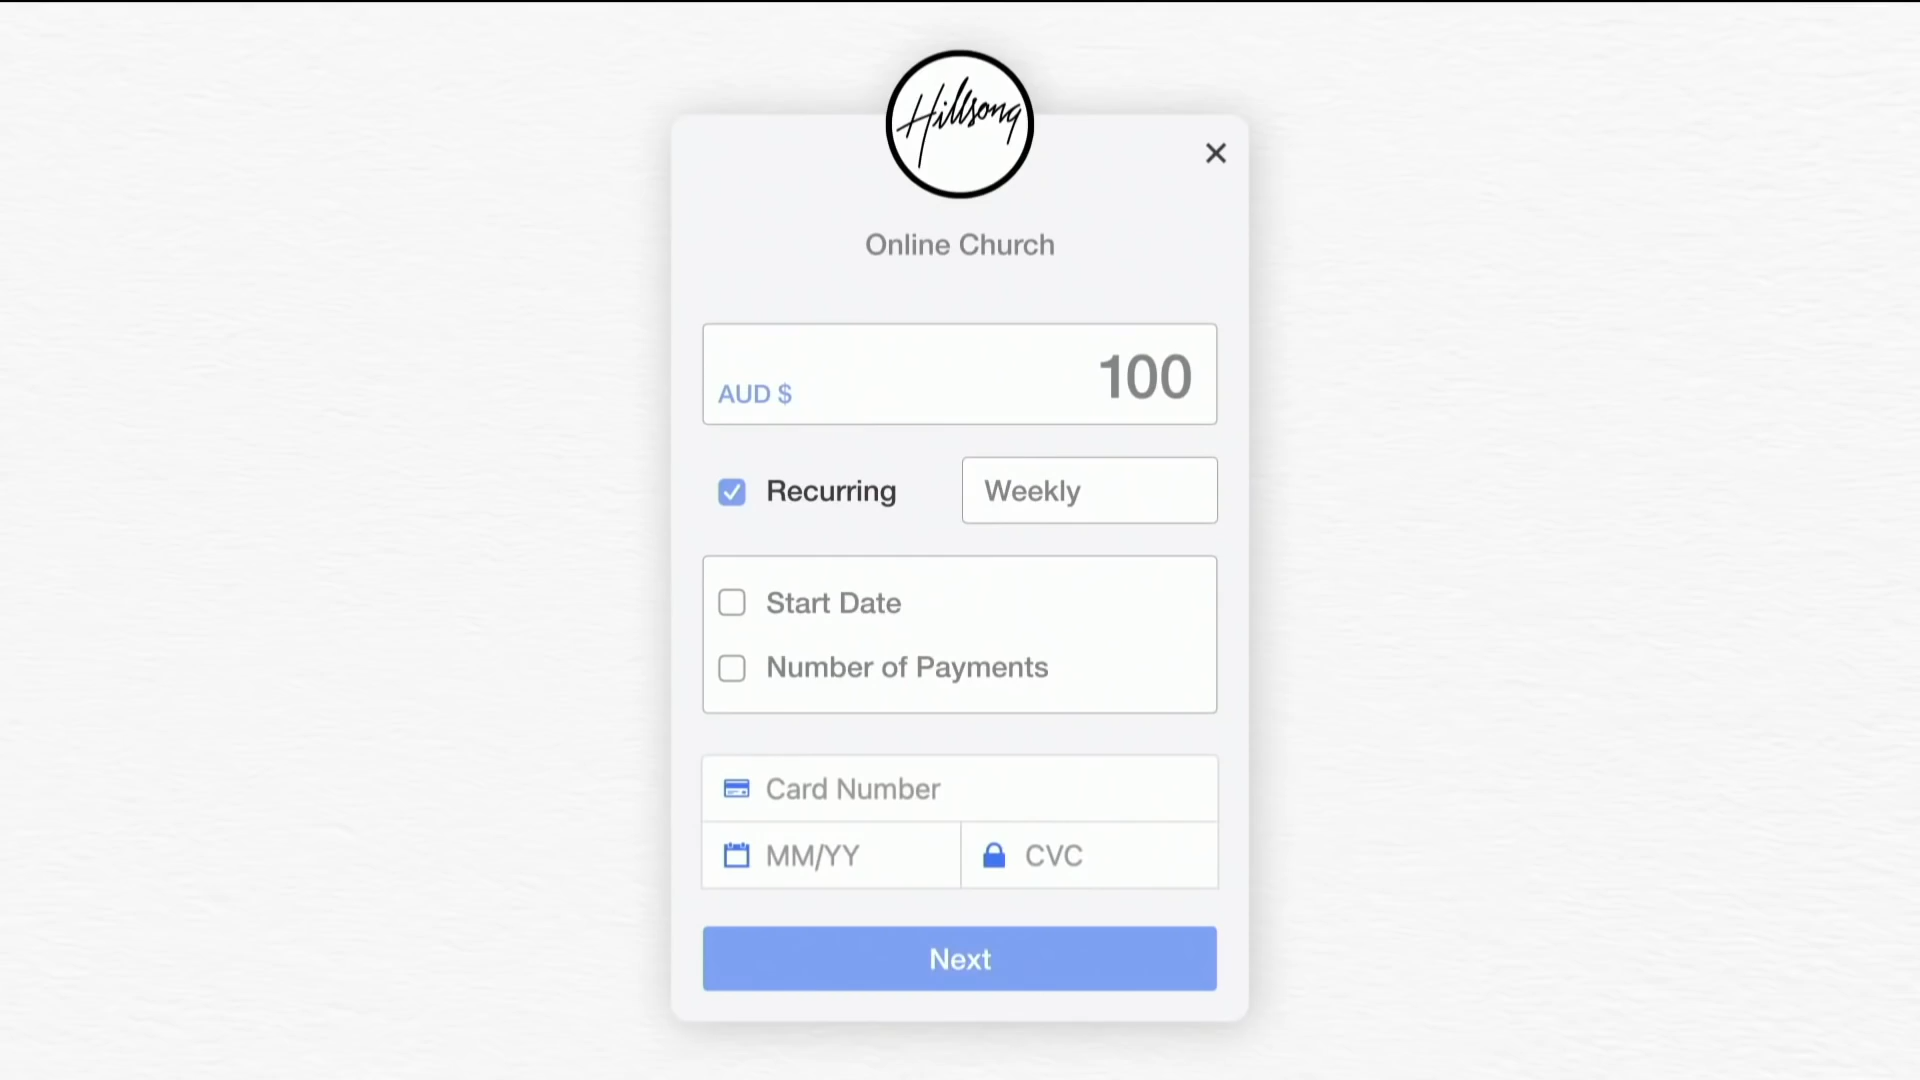 Hillsong
Online Church
AUD $ 100
Recurring Weekly
Start Date
Number of Payments
Card Number
MM/YY CVC
Next